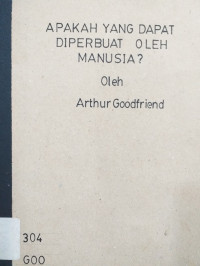 APAKAH YANG DAPAT
DIPERBUAT OLEH
MANUSIA?
Oleh
Arthur Goodfriend
304
GOO